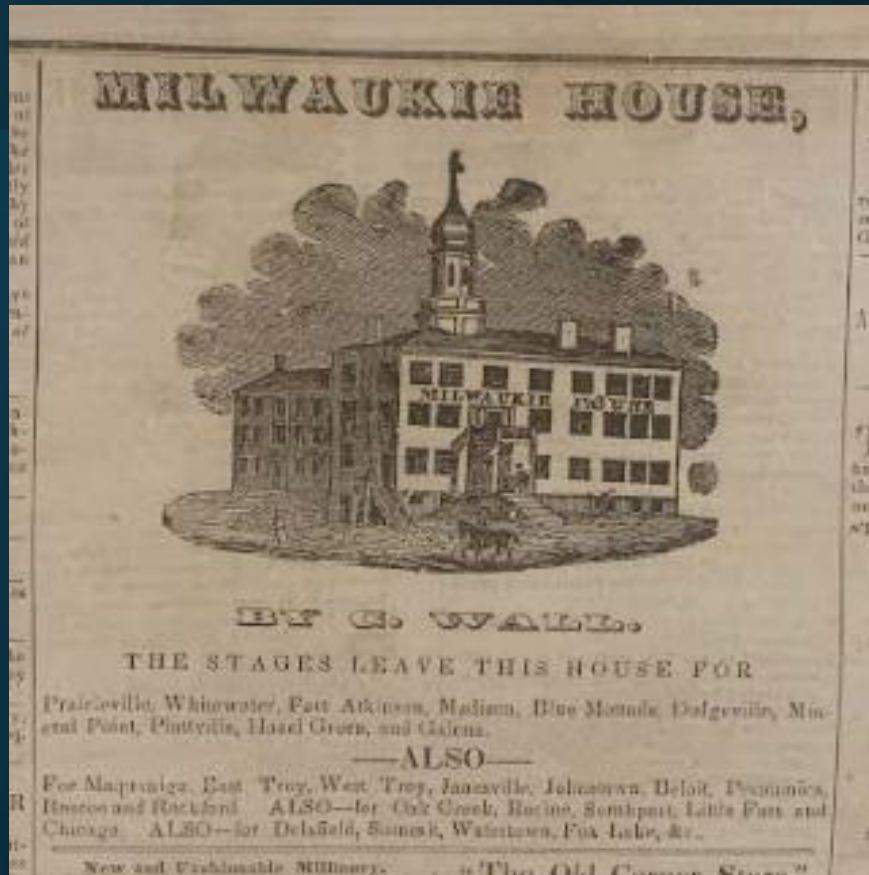 MILWAUKIE HOUSE,
MILWAUKIE HOUSE
BY C. WALL.
THE STAGES LEAVE THIS HOUSE FOR
Prairieville, Whitewater, Fort Atkinson, Madison, Blue Mounds, Dodgeville, Min-
eral Point, Platteville, Hazel Green, and Galena.
—ALSO—
For East Troy, West Troy, Janesville, Johnstown, Beloit,
Roscoe and Rockford. ALSO—for Oak Creek, Racine, Southport, Little Fort and
Chicago. ALSO—for Delafield, Summit, Watertown, Fox Lake, &c.
New and Fashionable Millinery.
"The Old Corner Store"